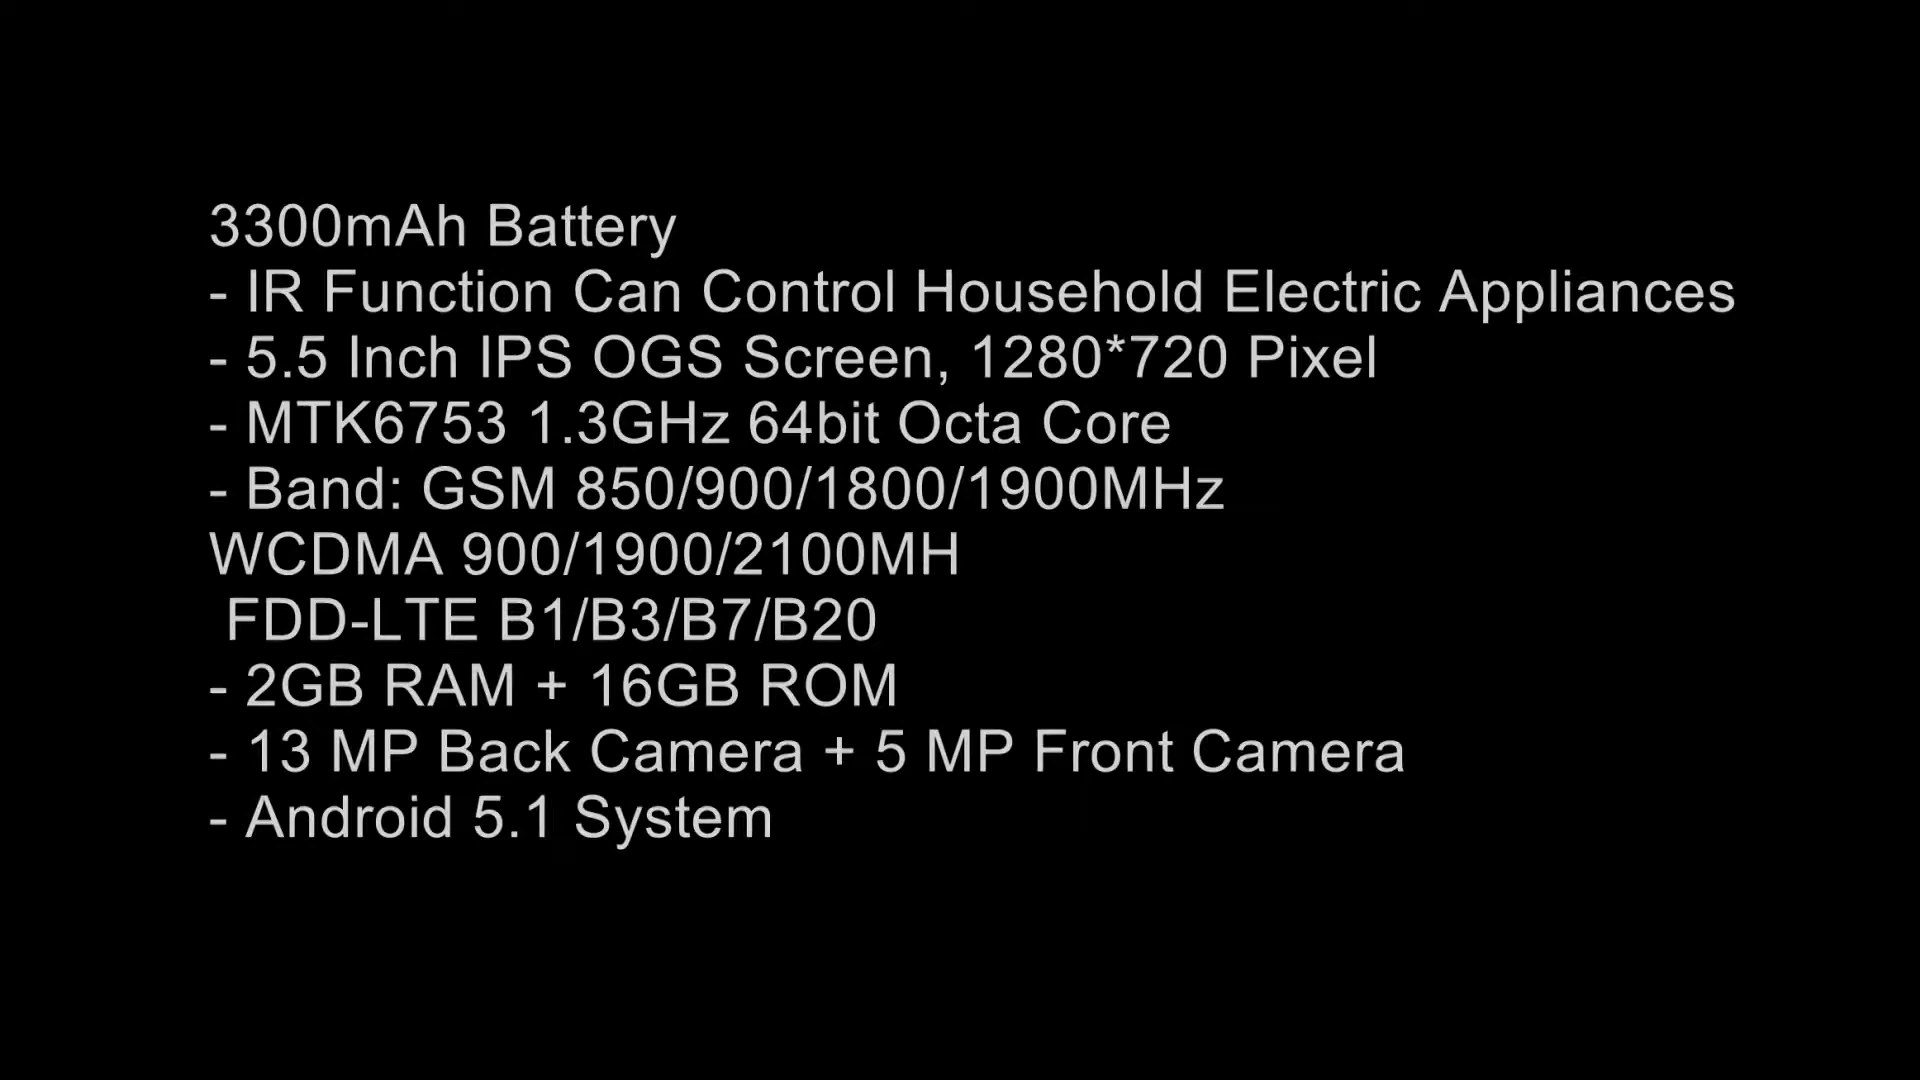 3300mAh Battery
- IR Function Can Control Household Electric Appliances
- 5.5 Inch IPS OGS Screen, 1280*720 Pixel
- MTK6753 1.3GHz 64bit Octa Core
- Band: GSM 850/900/1800/1900MHz
WCDMA 900/1900/2100MH
FDD-LTE B1/B3/B7/B20
- 2GB RAM + 16GB ROM
- 13 MP Back Camera + 5 MP Front Camera
- Android 5.1 System